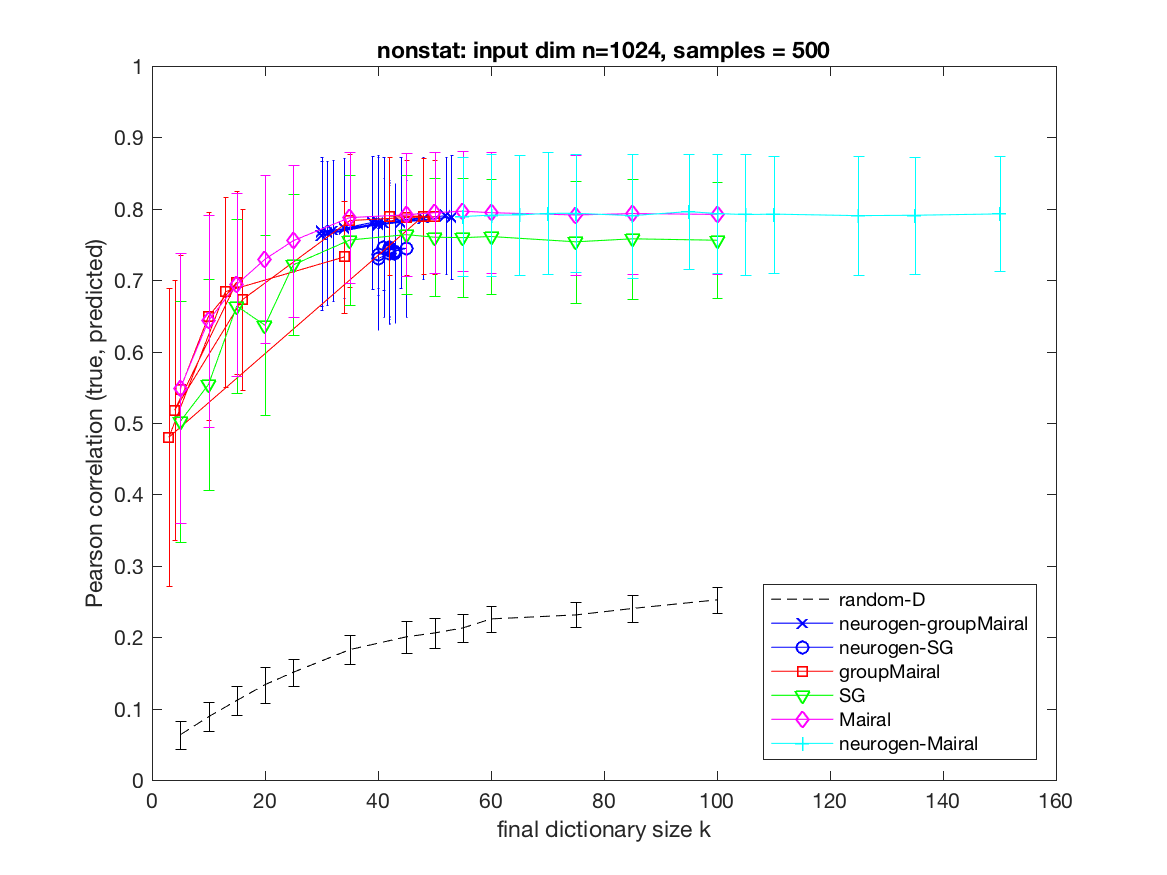 nonstat: input dim n=1024, samples = 500
1
0.9
0.8
0.7
0.6
0.5
0.4
0.3
0.2
0.1
0
Pearson correlation (true, predicted)
0 20 40 60 80 100 120 140 160
final dictionary size k
random-D
neurogen-groupMairal
neurogen-SG
groupMairal
SG
Mairal
neurogen-Mairal